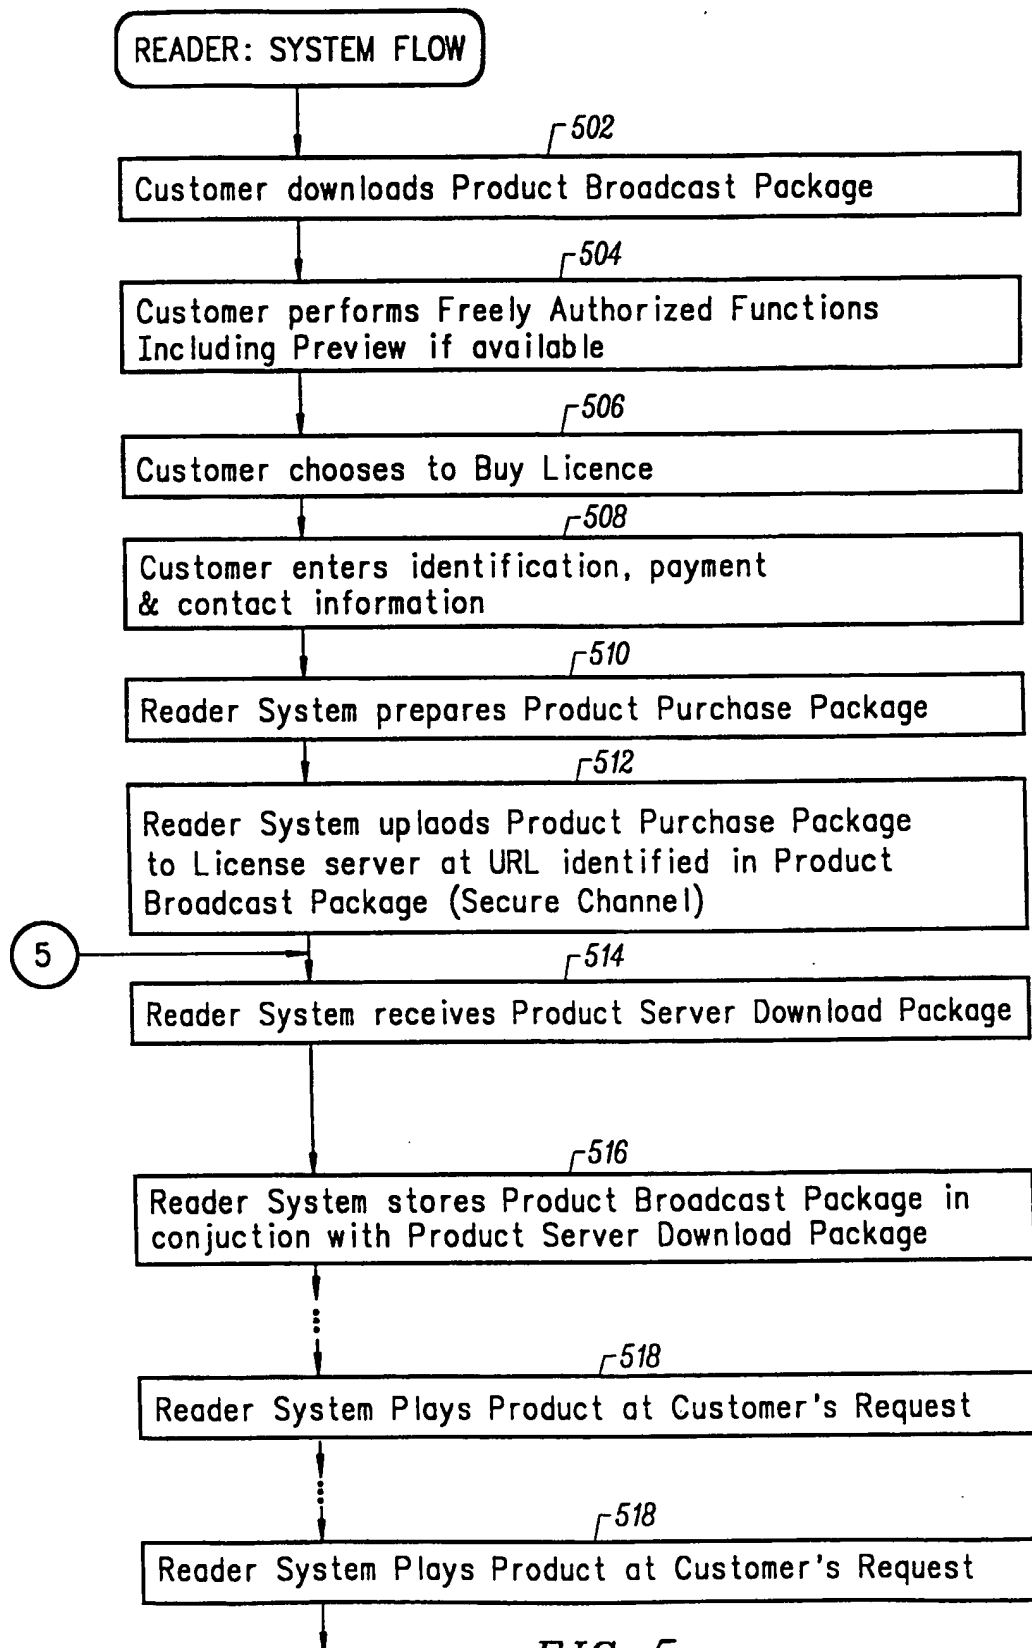 READER: SYSTEM FLOW
502
Customer downloads Product Broadcast Package
504
Customer performs Freely Authorized Functions
Including Preview if available
506
Customer chooses to Buy Licence
508
Customer enters identification, payment
& contact information
510
Reader System prepares Product Purchase Package
512
Reader System uplaods Product Purchase Package
to License server at URL identified in Product
Broadcast Package (Secure Channel)
5
514
Reader System receives Product Server Download Package
516
Reader System stores Product Broadcast Package in
conjuction with Product Server Download Package
518
Reader System Plays Product at Customer's Request
518
Reader System Plays Product at Customer's Request
FIG. 5